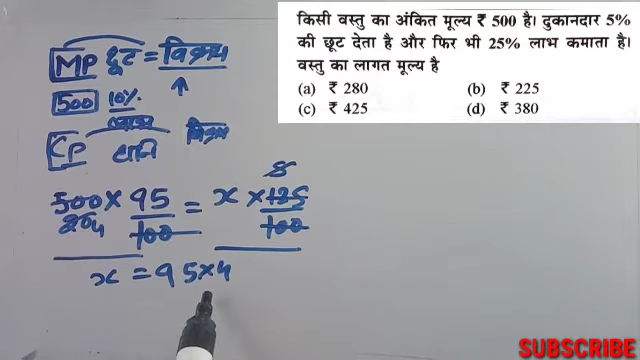 किसी वस्तु का अंकित मूल्य ₹ 500 है। दुकानदार 5%
की छूट देता है और फिर भी 25% लाभ कमाता है।
वस्तु का लागत मूल्य है
(a) ₹ 280 (b) ₹ 225
(c) ₹ 425 (d) ₹ 380
MP छूट = विक्रय
500 10%
CP हानि विक्रय
500 × 95/100 = x × 125/100
x = 95×4
SUBSCRIBE